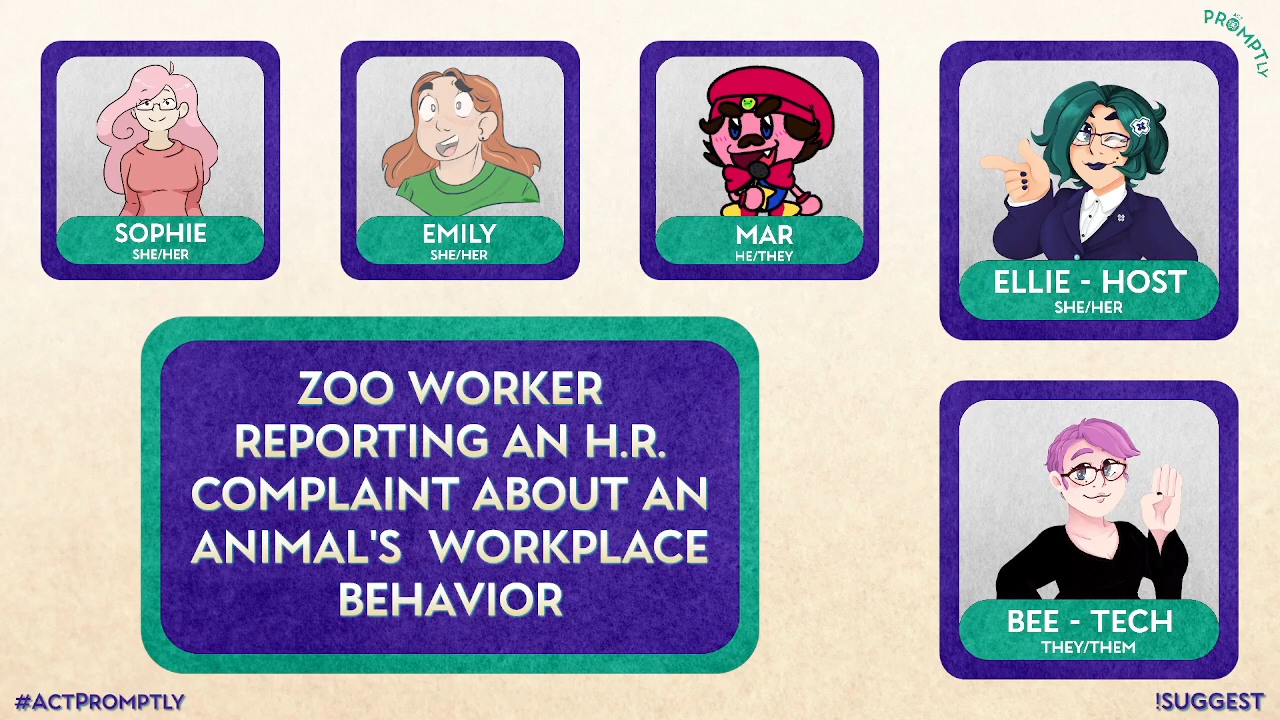 ACT
PROMPTLY
SOPHIE
SHE/HER
EMILY
SHE/HER
MAR
HE/THEY
ELLIE - HOST
SHE/HER
ZOO WORKER
REPORTING AN H.R.
COMPLAINT ABOUT AN
ANIMAL'S WORKPLACE
BEHAVIOR
BEE - TECH
THEY/THEM
#ACTPROMPTLY
!SUGGEST